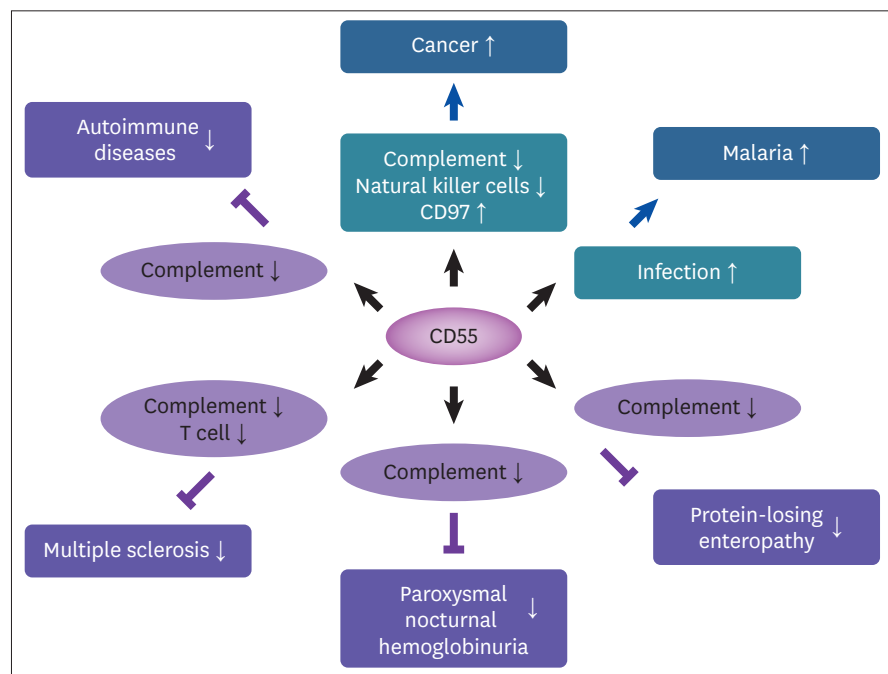 Cancer ↑
Autoimmune
diseases ↓
Complement ↓
Natural killer cells ↓
CD97 ↑
Malaria ↑
Complement ↓
Infection ↑
CD55
Complement ↓
T cell ↓
Complement ↓
Complement ↓
Multiple sclerosis ↓
Protein-losing
enteropathy ↓
Paroxysmal
nocturnal ↓
hemoglobinuria